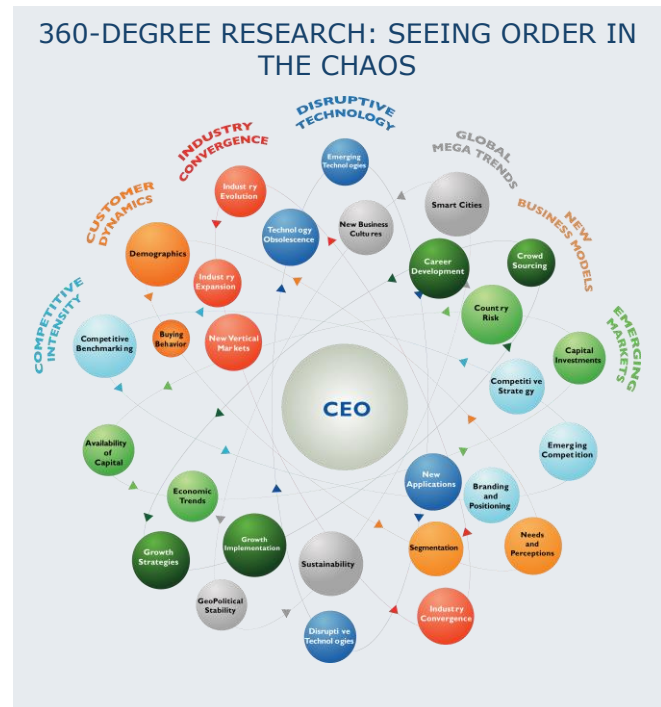 360-DEGREE RESEARCH: SEEING ORDER IN
THE CHAOS
DISRUPTIVE
TECHNOLOGY
INDUSTRY
CONVERGENCE
GLOBAL
MEGA TRENDS
CUSTOMER
DYNAMICS
NEW
BUSINESS MODELS
COMPETITIVE
INTENSITY
EMERGING
MARKETS
Emerging
Technologies
Industry
Evolution
Smart Cities
New Business
Cultures
Technology
Obsolescence
Demographics
Career
Development
Crowd
Sourcing
Industry
Expansion
Country
Risk
Competitive
Benchmarking
Buying
Behavior
New Vertical
Markets
Capital
Investments
Competitive
Strategy
CEO
Availability
of
Capital
Emerging
Competition
Economic
Trends
New
Applications
Branding
and
Positioning
Growth
Strategies
Growth
Implementation
Sustainability
Segmentation
Needs
and
Perceptions
GeoPolitical
Stability
Disruptive
Technologies
Industry
Convergence